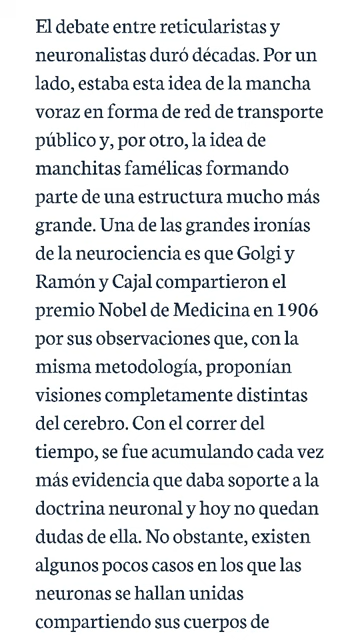 El debate entre reticularistas y
neuronalistas duró décadas. Por un
lado, estaba esta idea de la mancha
voraz en forma de red de transporte
público y, por otro, la idea de
manchitas famélicas formando
parte de una estructura mucho más
grande. Una de las grandes ironías
de la neurociencia es que Golgi y
Ramón y Cajal compartieron el
premio Nobel de Medicina en 1906
por sus observaciones que, con la
misma metodología, proponían
visiones completamente distintas
del cerebro. Con el correr del
tiempo, se fue acumulando cada vez
más evidencia que daba soporte a la
doctrina neuronal y hoy no quedan
dudas de ella. No obstante, existen
algunos pocos casos en los que las
neuronas se hallan unidas
compartiendo sus cuerpos de